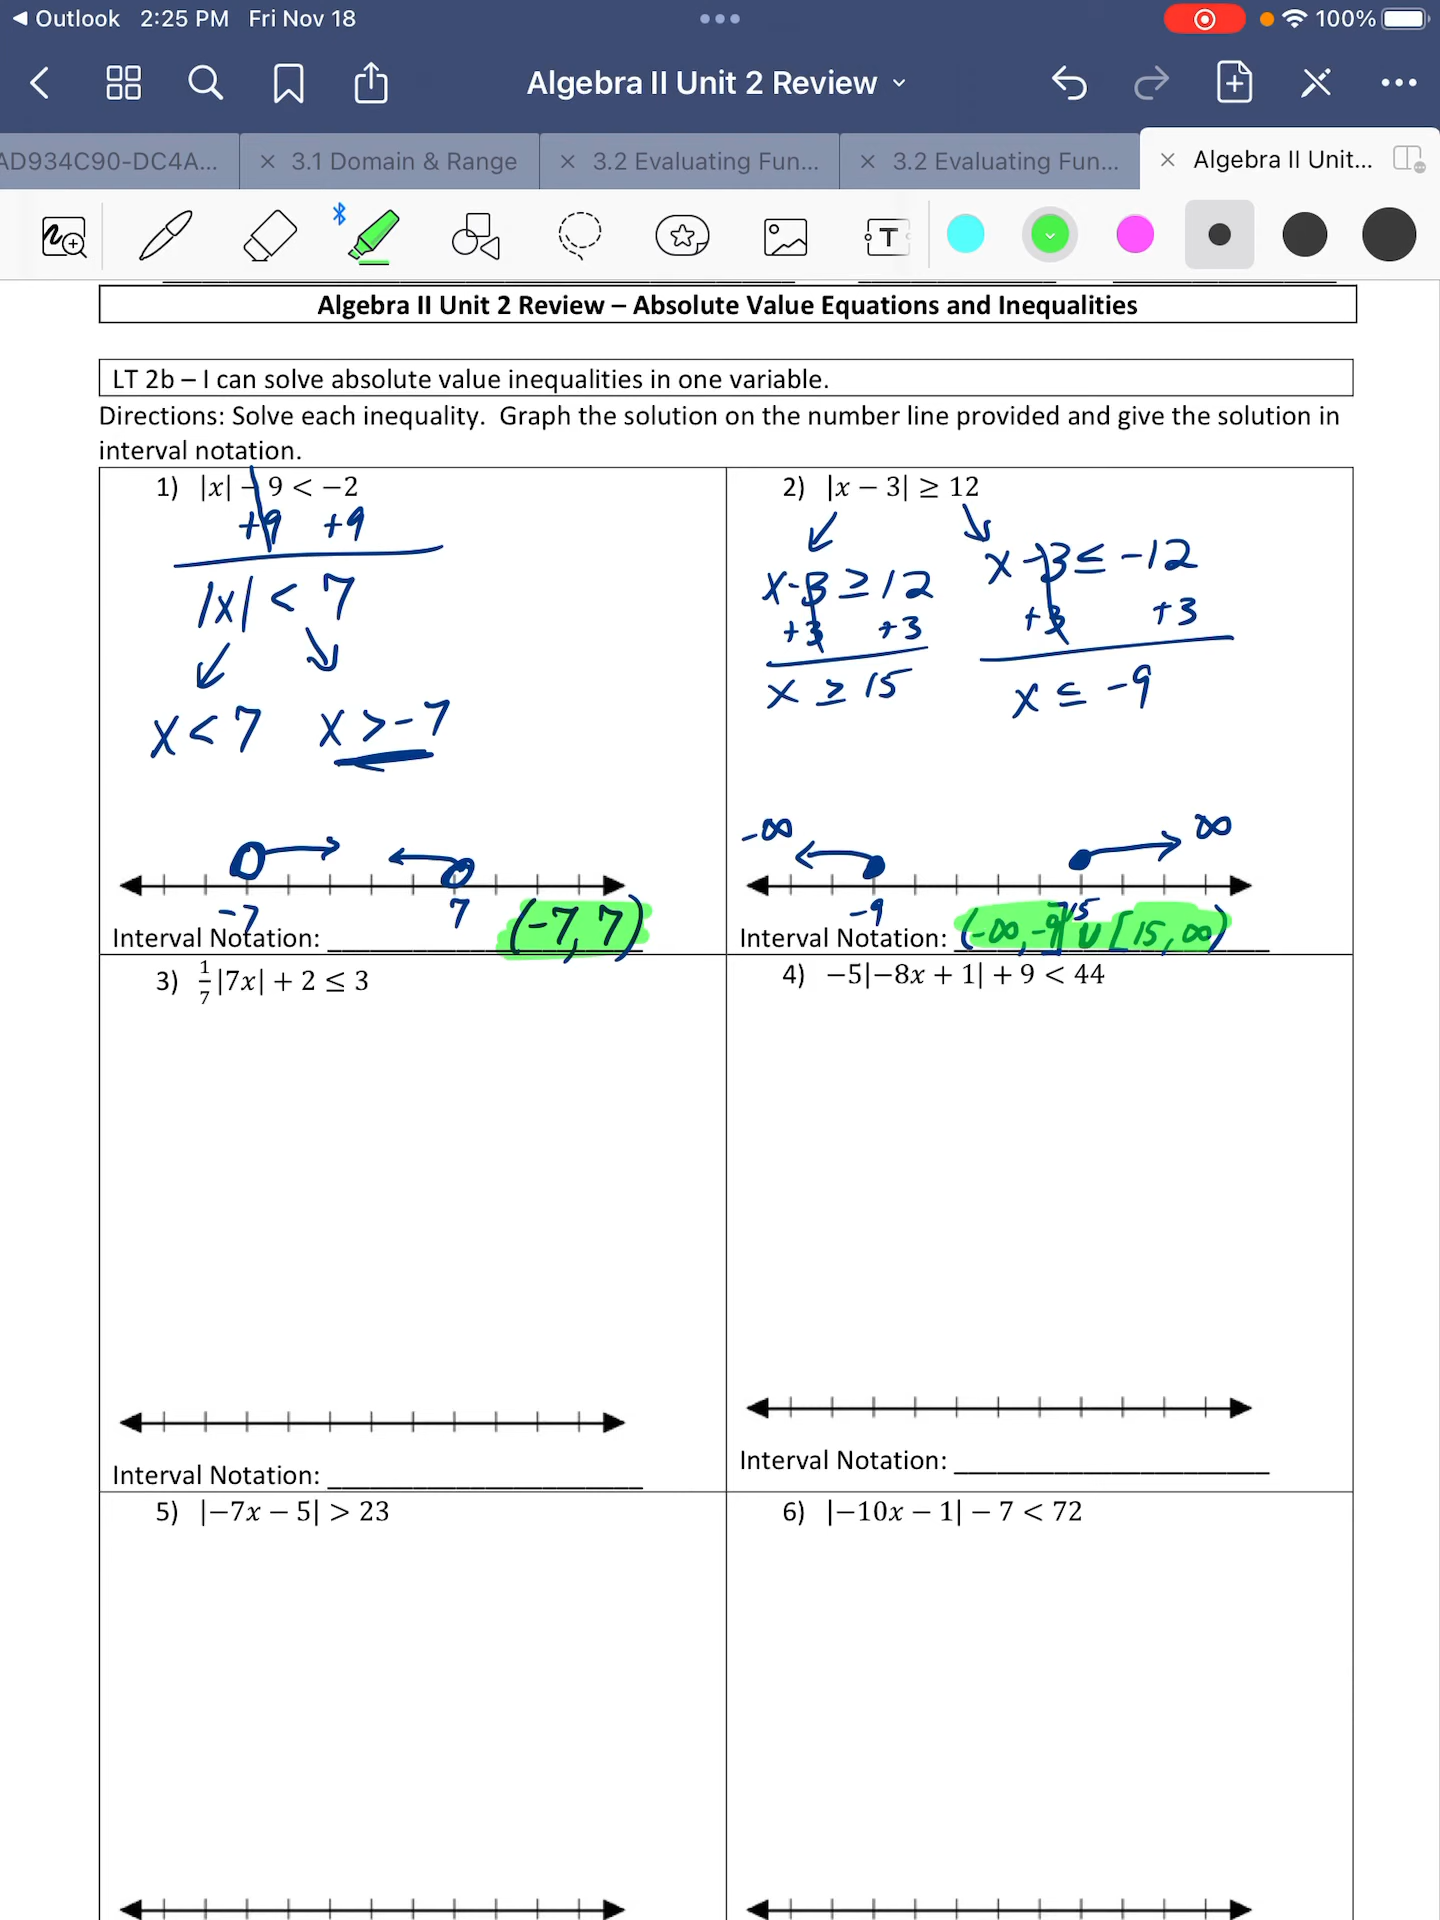 Outlook 2:25 PM Fri Nov 18 100%
Algebra II Unit 2 Review
AD934C90-DC4A... × 3.1 Domain & Range × 3.2 Evaluating Fun... × 3.2 Evaluating Fun... × Algebra II Unit...
T
Algebra II Unit 2 Review – Absolute Value Equations and Inequalities
LT 2b – I can solve absolute value inequalities in one variable.
Directions: Solve each inequality. Graph the solution on the number line provided and give the solution in
interval notation.
1) |x| − 9 < −2
+9 +9
|x| < 7
x < 7 x > -7
-7 7
Interval Notation: (-7, 7)
2) |x − 3| ≥ 12
x-3 ≥ 12 x-3 ≤ -12
+3 +3 +3 +3
x ≥ 15 x ≤ -9
-∞ ∞
-9 15
Interval Notation: (-∞, -9] ∪ [15, ∞)
3) 1/7|7x| + 2 ≤ 3
Interval Notation:
4) −5|−8x + 1| + 9 < 44
Interval Notation:
5) |−7x − 5| > 23
6) |−10x − 1| − 7 < 72